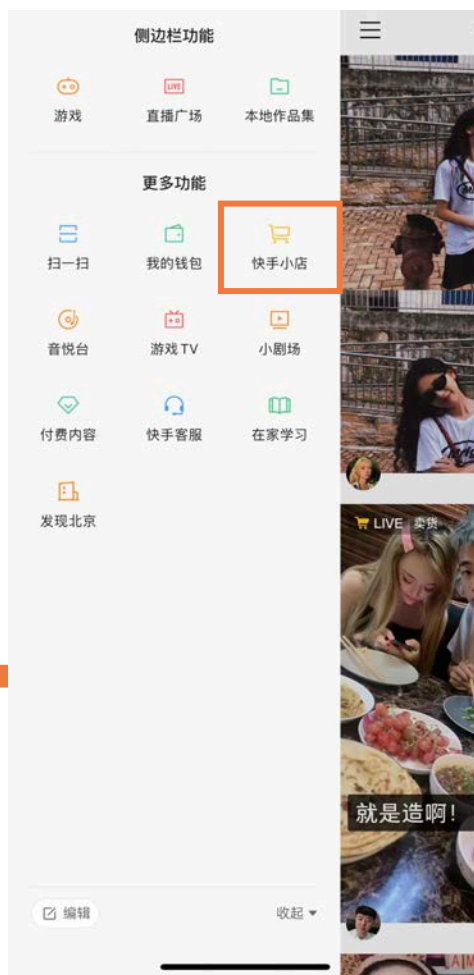 侧边栏功能
游戏
LIVE
直播广场
本地作品集
更多功能
扫一扫
我的钱包
快手小店
音悦台
游戏TV
小剧场
付费内容
快手客服
在家学习
发现北京
LIVE 卖货
就是造啊!
编辑
收起